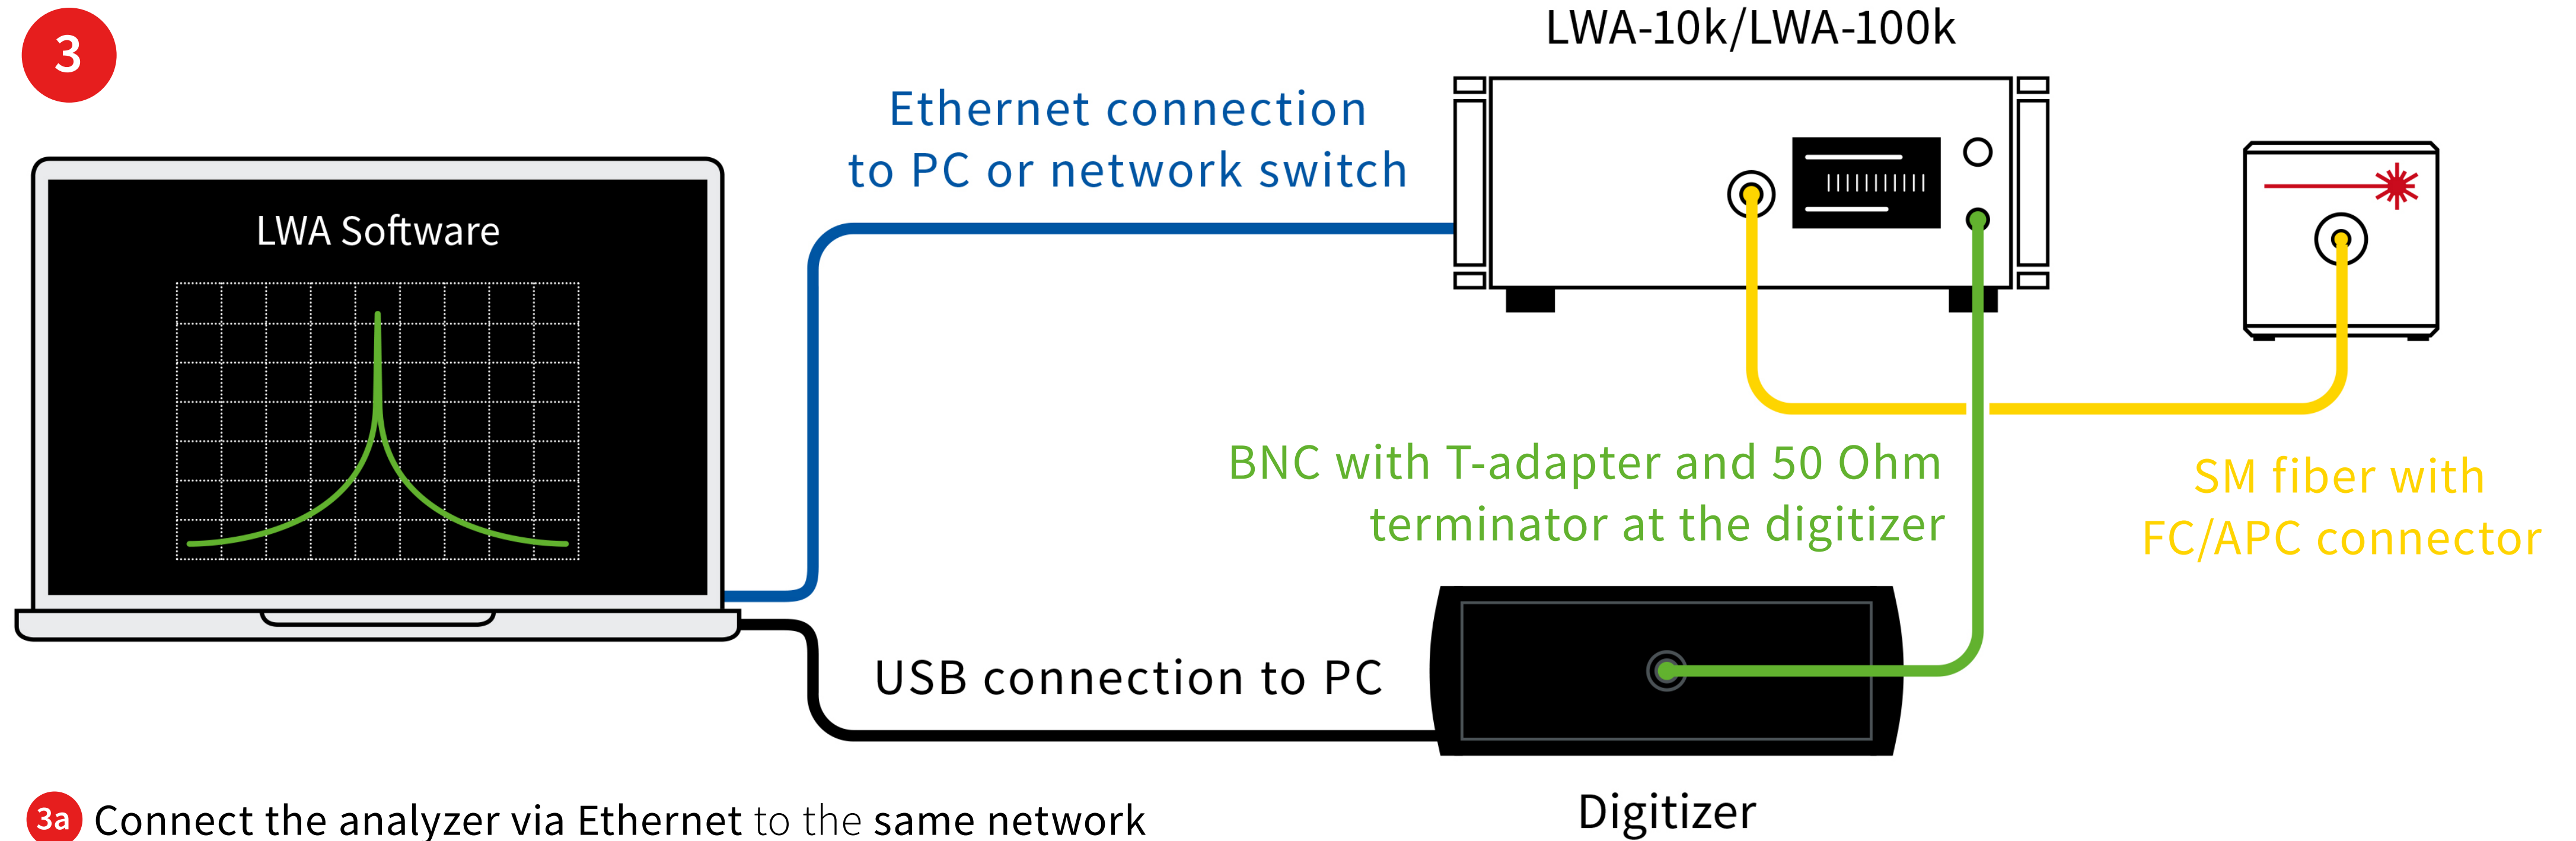 3
LWA-10k/LWA-100k
Ethernet connection
to PC or network switch
LWA Software
BNC with T-adapter and 50 Ohm
terminator at the digitizer
SM fiber with
FC/APC connector
USB connection to PC
Digitizer
3a Connect the analyzer via Ethernet to the same network